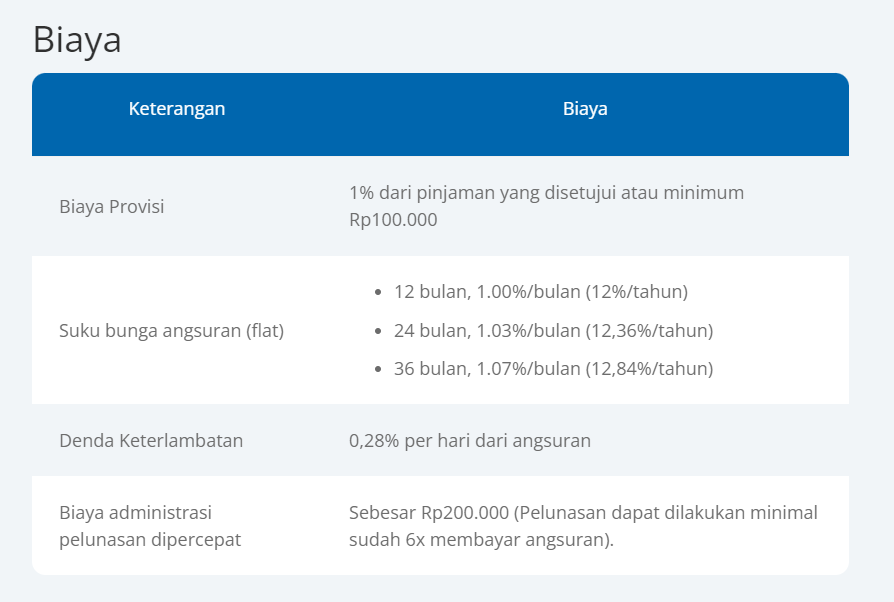 Biaya
Keterangan
Biaya
Biaya Provisi
1% dari pinjaman yang disetujui atau minimum
Rp100.000
Suku bunga angsuran (flat)
• 12 bulan, 1.00%/bulan (12%/tahun)
• 24 bulan, 1.03%/bulan (12,36%/tahun)
• 36 bulan, 1.07%/bulan (12,84%/tahun)
Denda Keterlambatan
0,28% per hari dari angsuran
Biaya administrasi
pelunasan dipercepat
Sebesar Rp200.000 (Pelunasan dapat dilakukan minimal
sudah 6x membayar angsuran).